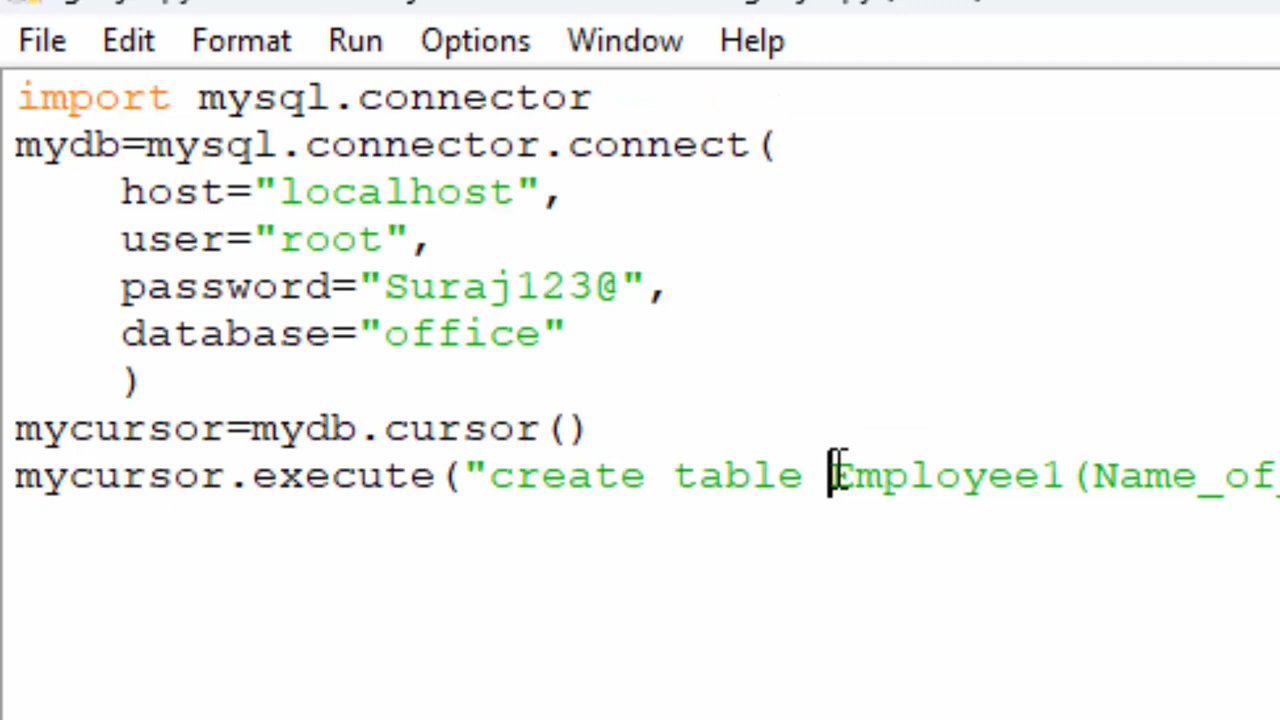 File Edit Format Run Options Window Help
import mysql.connector
mydb=mysql.connector.connect(
host="localhost",
user="root",
password="Suraj123@",
database="office"
)
mycursor=mydb.cursor()
mycursor.execute("create table Employee1(Name_of_